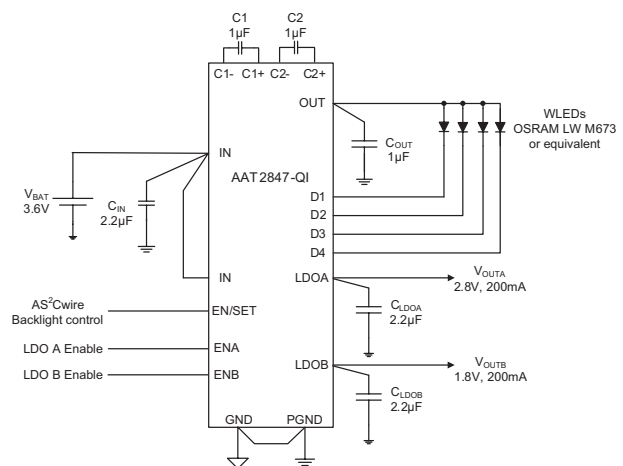 C1
1µF
C2
1µF
C1- C1+ C2- C2+
OUT
WLEDs
OSRAM LW M673
or equivalent
COUT
1µF
IN
AAT2847-QI
VBAT
3.6V
CIN
2.2µF
D1
D2
D3
D4
IN
LDOA
VOUTA
2.8V, 200mA
AS²Cwire
Backlight control
EN/SET
CLDOA
2.2µF
LDO A Enable
ENA
LDO B Enable
ENB
LDOB
VOUTB
1.8V, 200mA
CLDOB
2.2µF
GND PGND